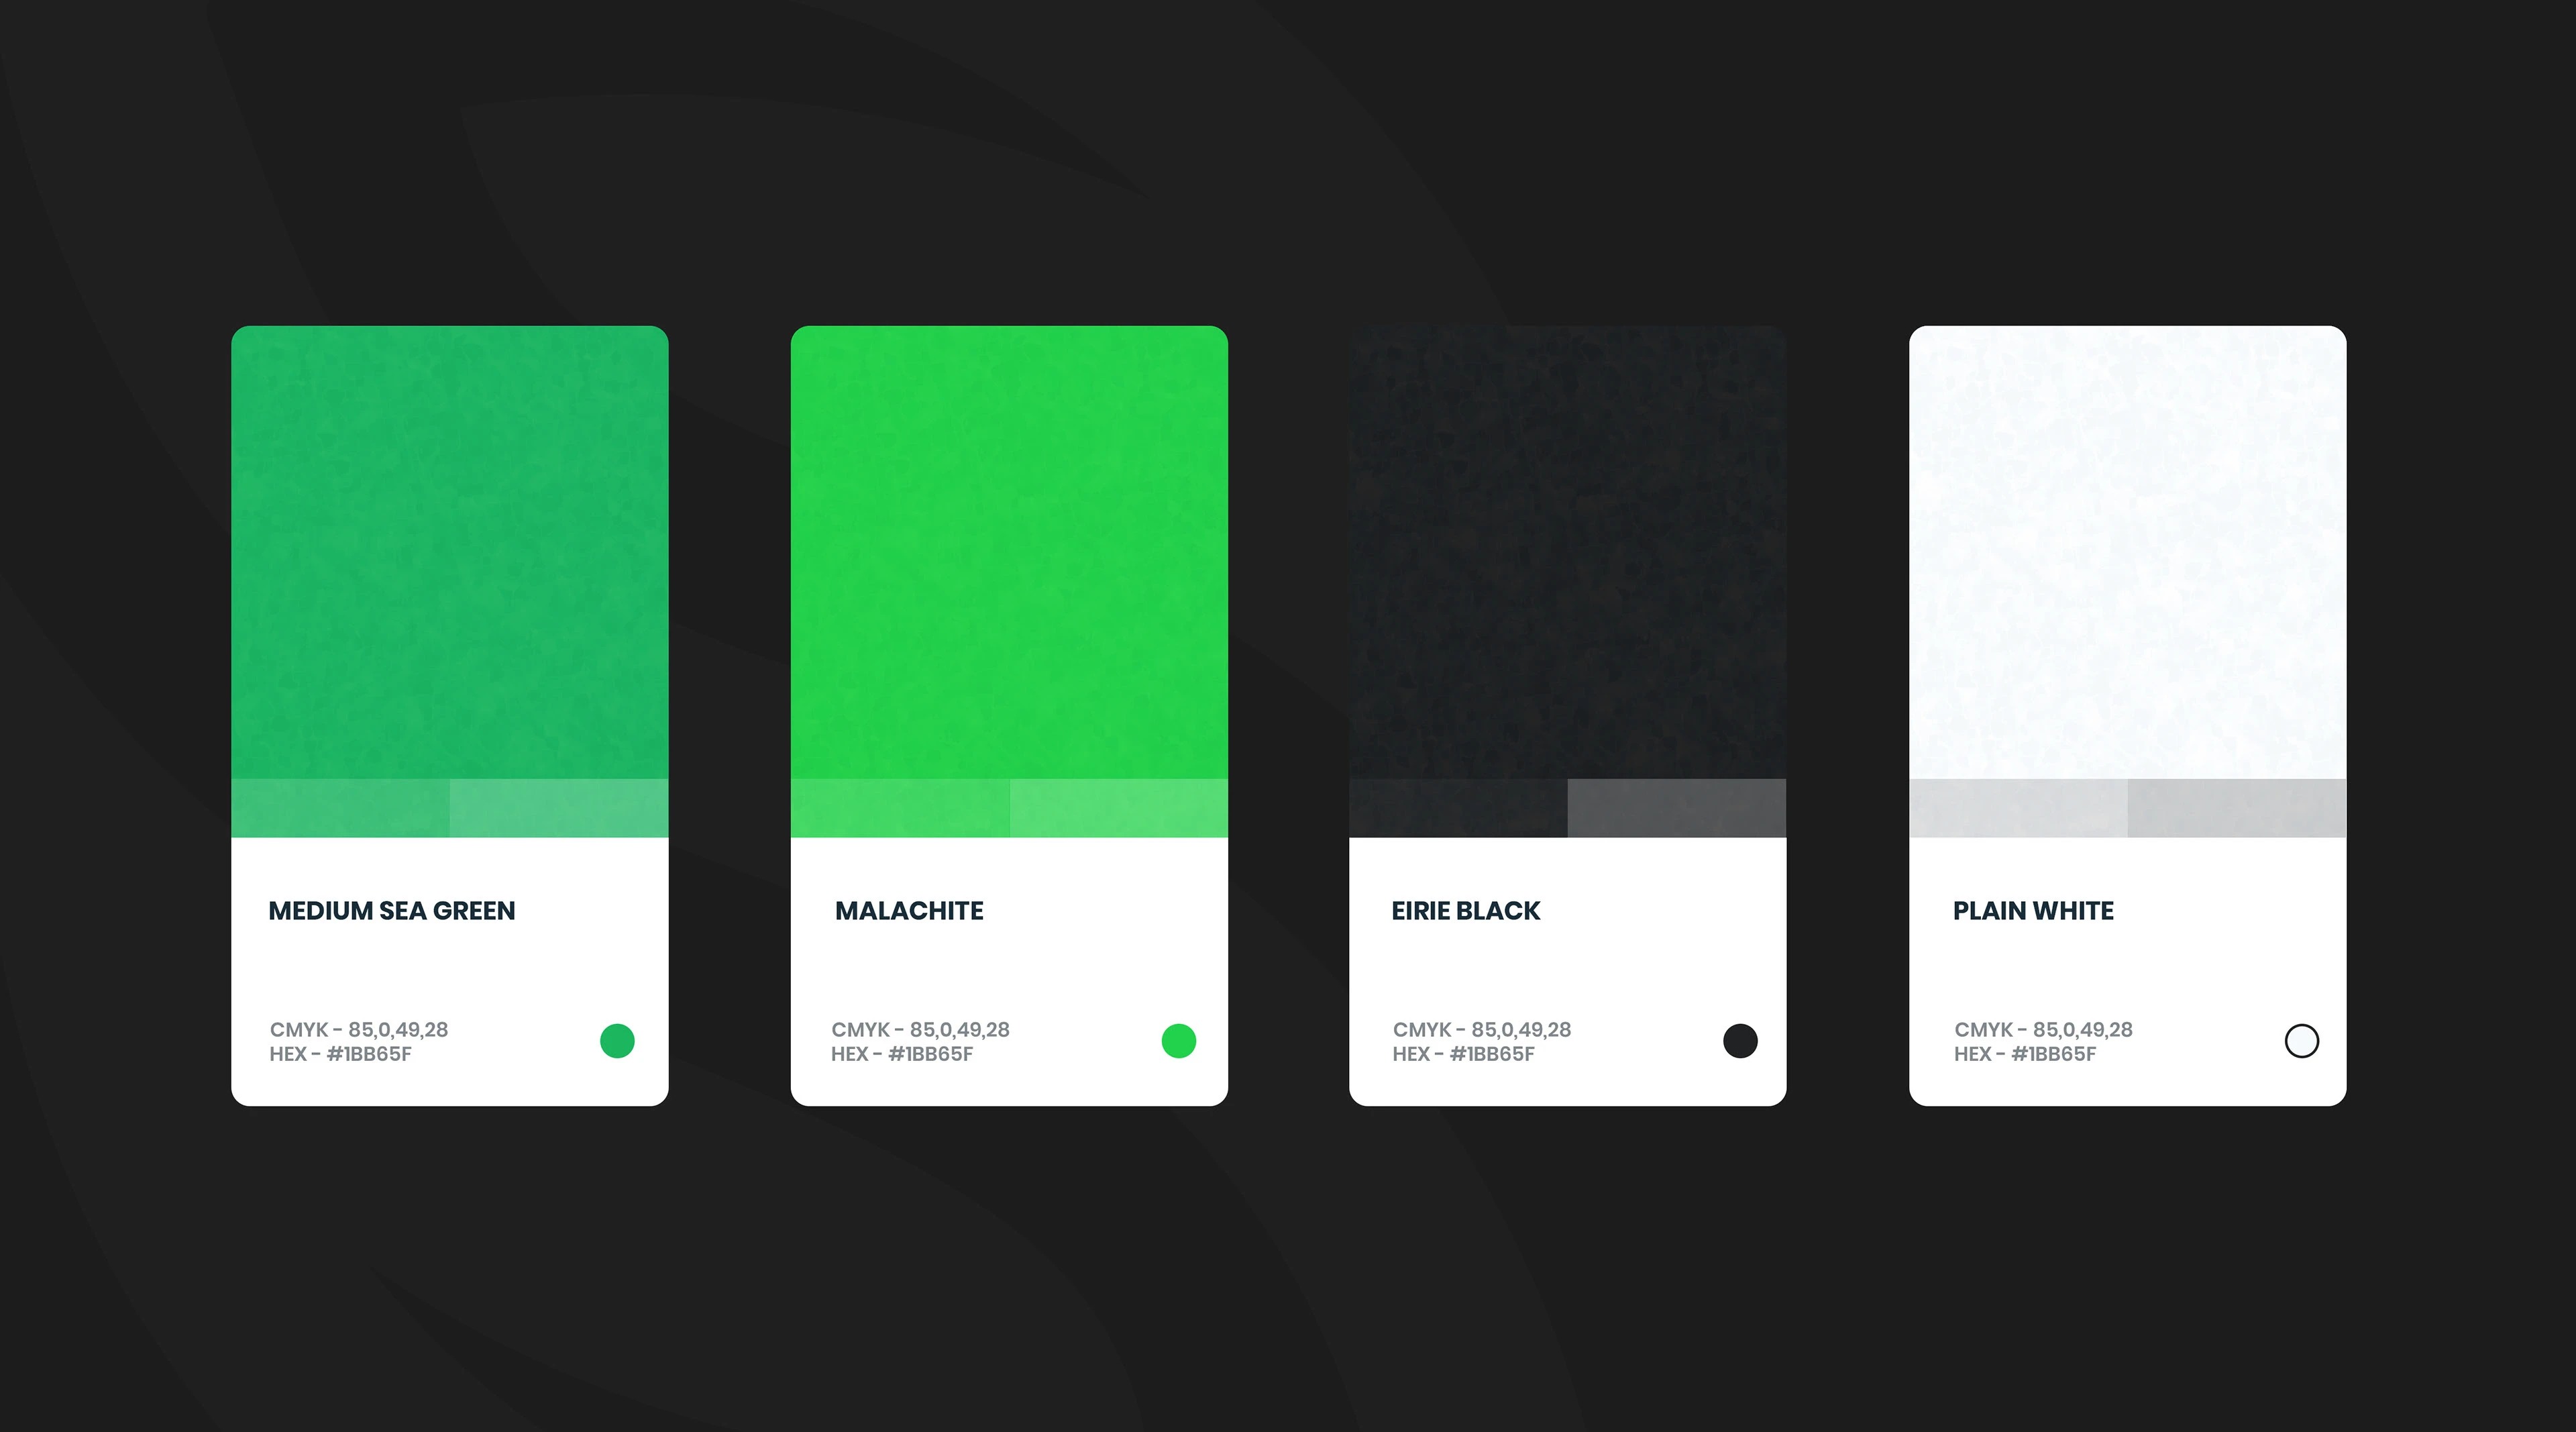 MEDIUM SEA GREEN
CMYK - 85,0,49,28
HEX - #1BB65F
MALACHITE
CMYK - 85,0,49,28
HEX - #1BB65F
EIRIE BLACK
CMYK - 85,0,49,28
HEX - #1BB65F
PLAIN WHITE
CMYK - 85,0,49,28
HEX - #1BB65F